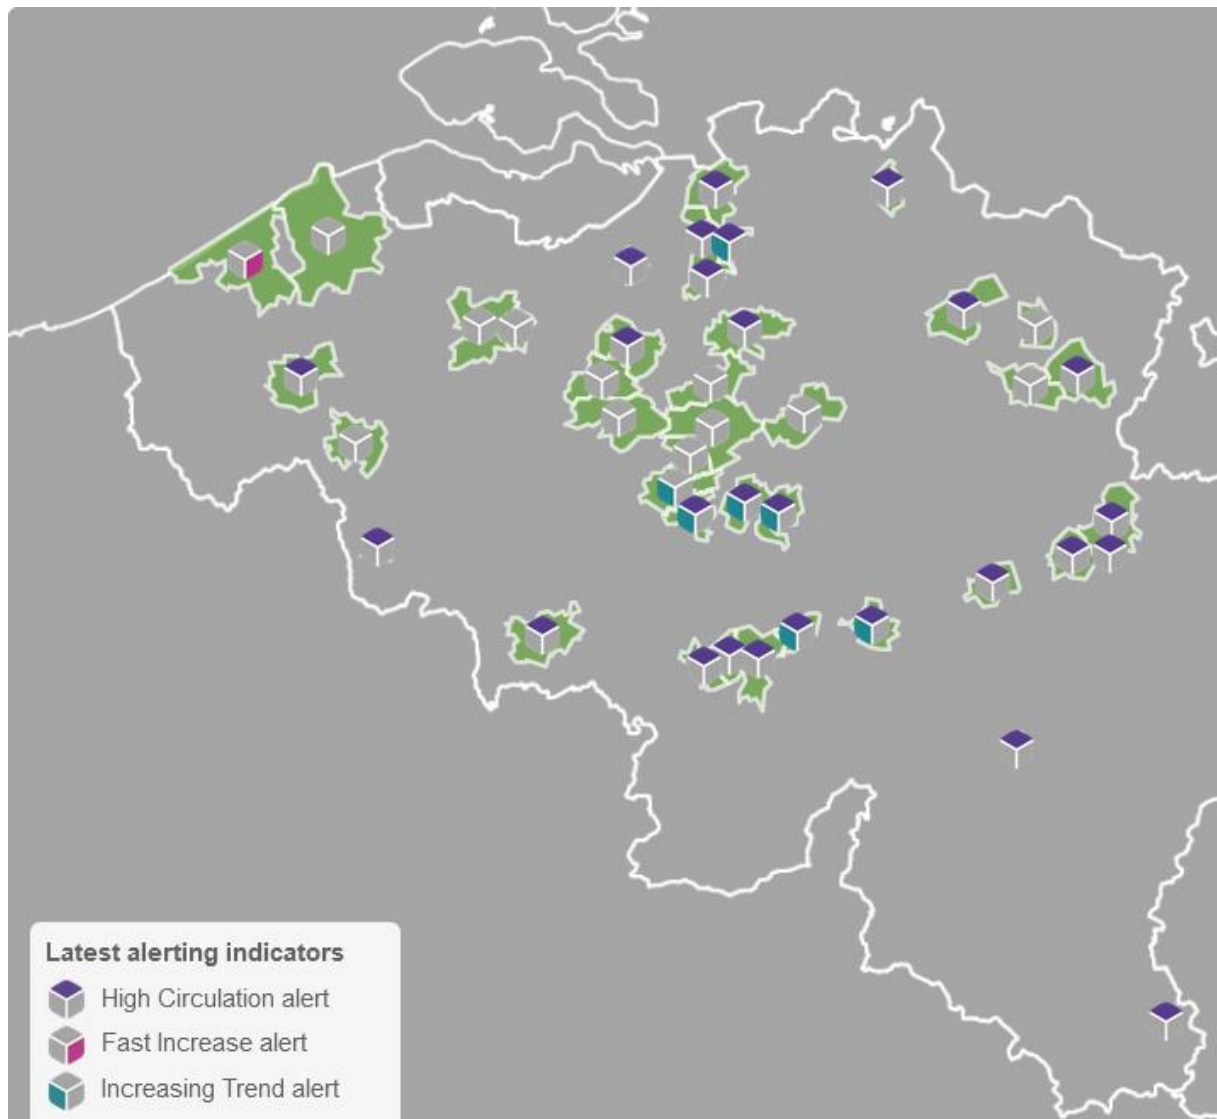 Latest alerting indicators
High Circulation alert
Fast Increase alert
Increasing Trend alert